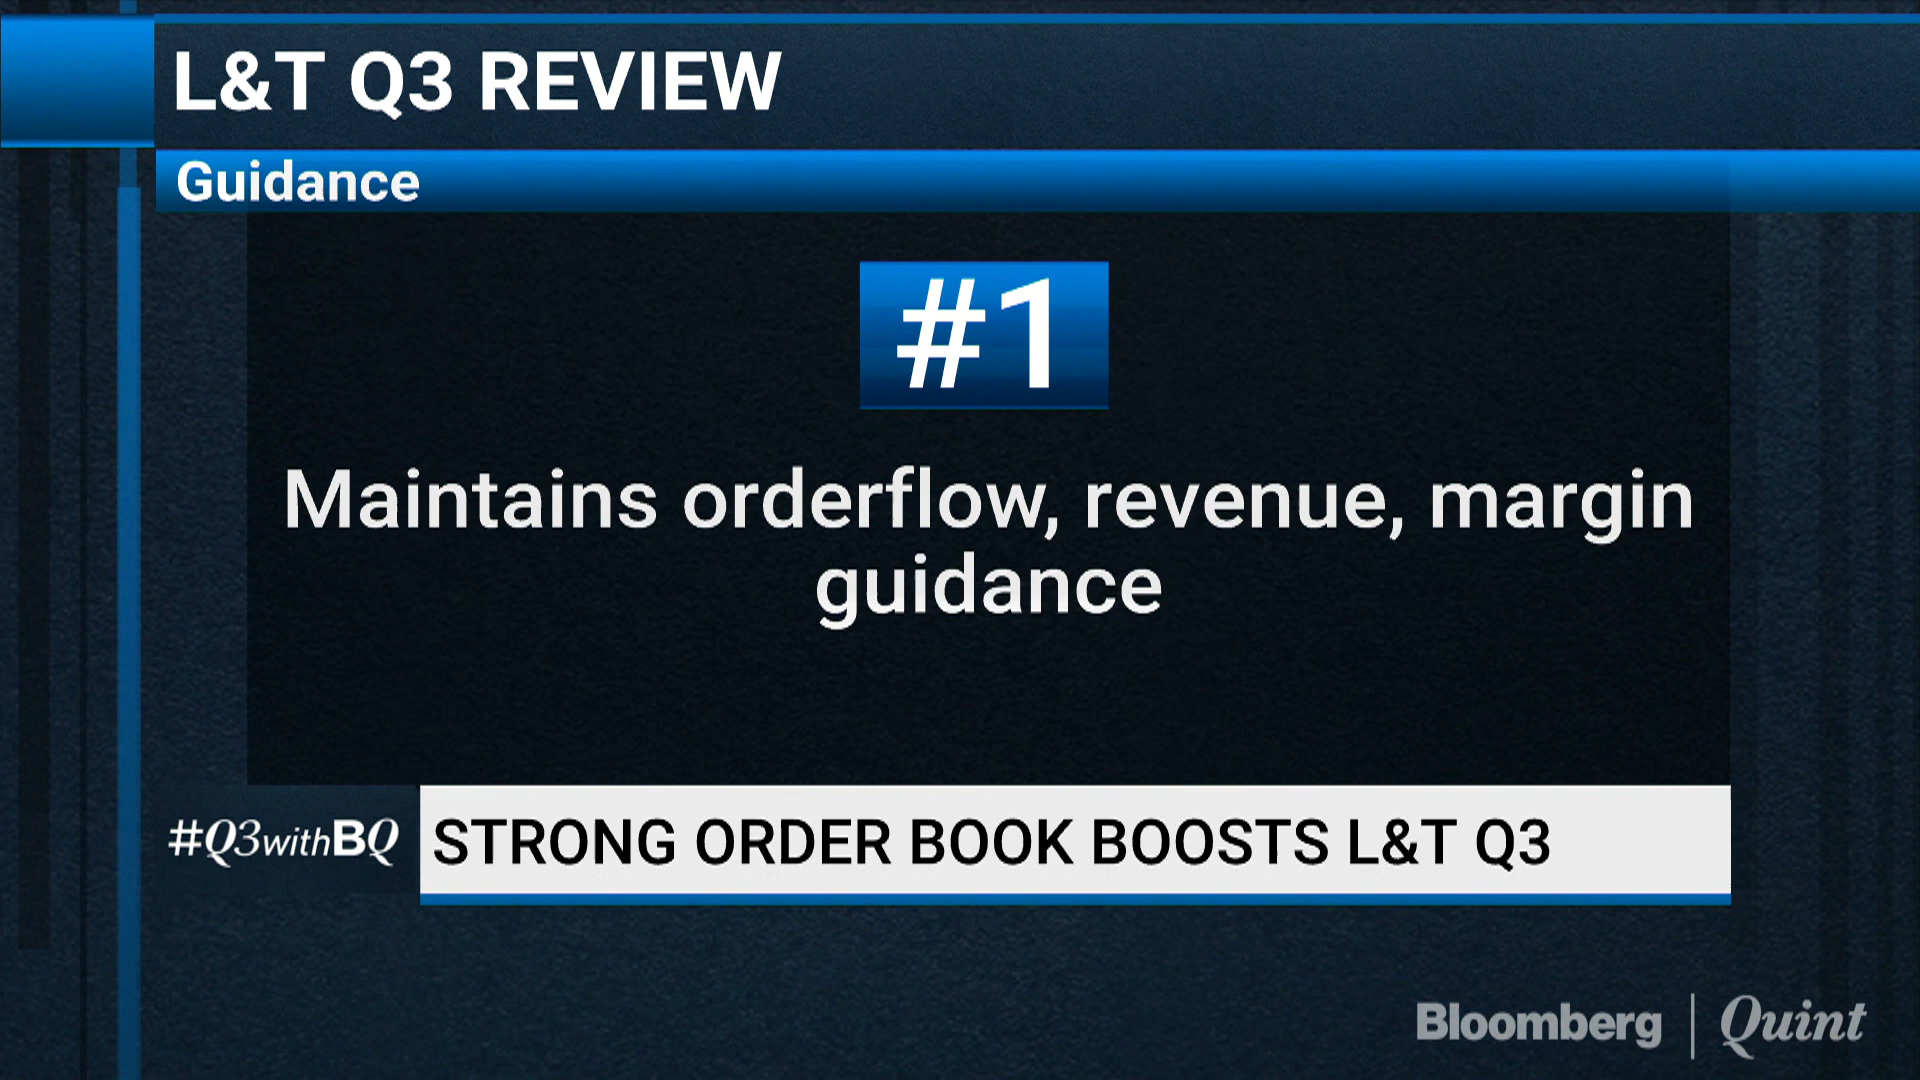 L&T Q3 REVIEW
Guidance
#1
Maintains orderflow, revenue, margin
guidance
#Q3withBQ
STRONG ORDER BOOK BOOSTS L&T Q3
Bloomberg | Quint